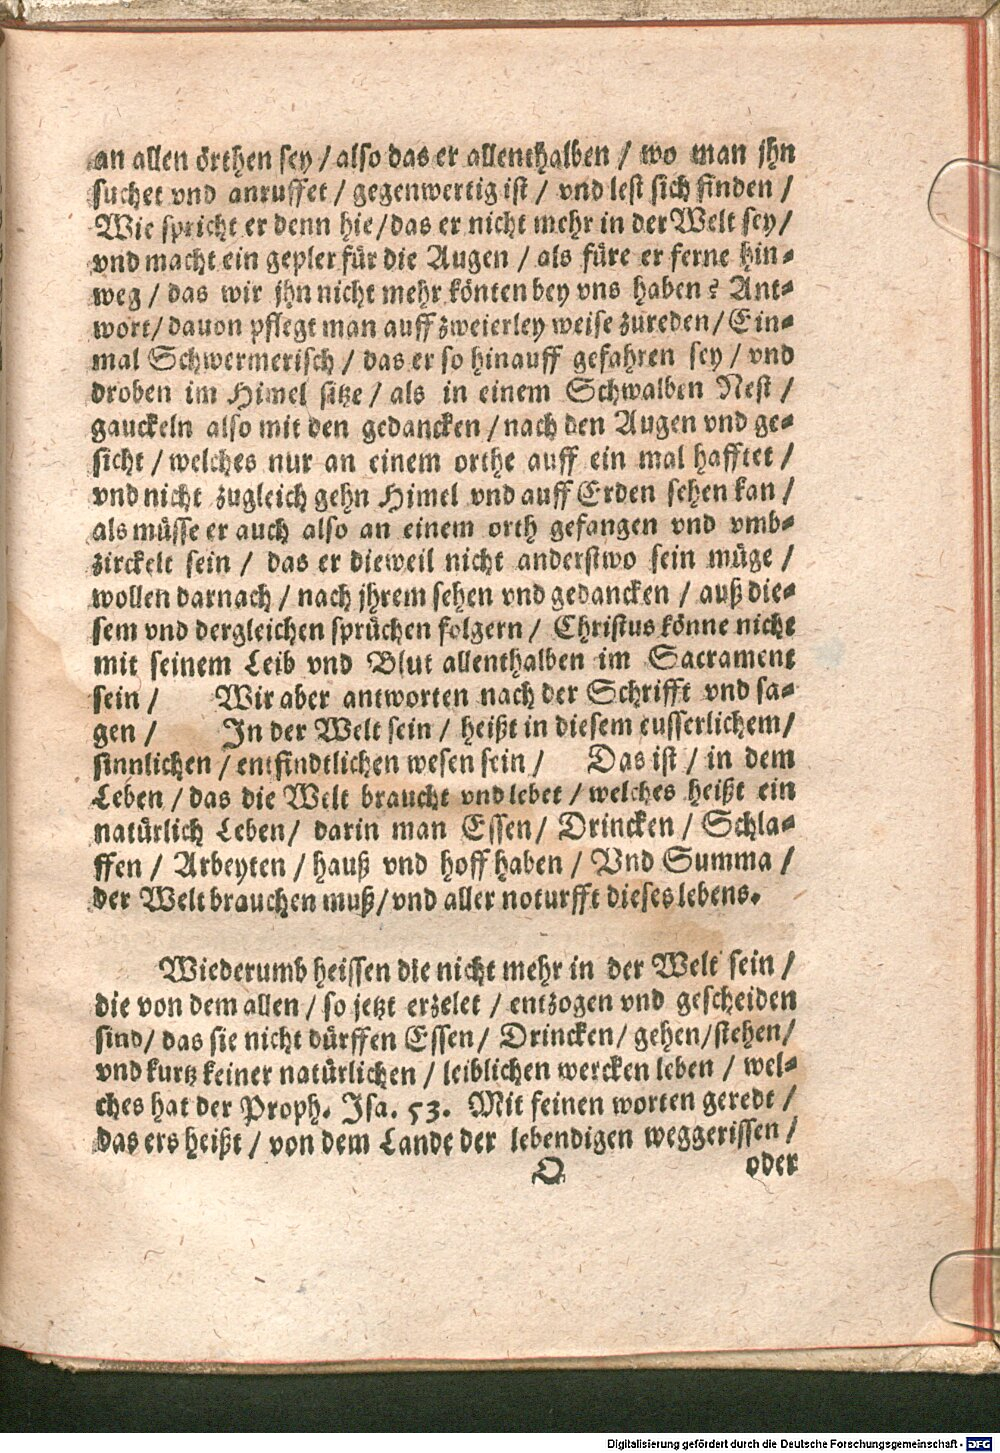 an allen örthen sey / also das er allenthalben / wo man jhn
suchet vnd anruffet / gegenwertig ist / vnd lest sich finden /
Wie spricht er denn hie / das er nicht mehr in der Welt sey /
vnd macht ein gepler für die Augen / als füre er ferne hin-
weg / das wir jhn nicht mehr könten bey vns haben? Ant-
wort / dauon pflegt man auff zweierley weise zureden / Ein-
mal Schwermerisch / das er so hinauff gefahren sey / vnd
droben im Himel sitze / als in einem Schwalben Nest /
gauckeln also mit den gedancken / nach den Augen vnd ge-
sicht / welches nur an einem orthe auff ein mal hafftet /
vnd nicht zugleich gehn Himel vnd auff Erden sehen kan /
als müsse er auch also an einem orth gefangen vnd vmb-
zirckelt sein / das er dieweil nicht anderstwo sein müge /
wollen darnach / nach jhrem sehen vnd gedancken / auß die-
sem vnd dergleichen sprüchen folgern / Christus könne nicht
mit seinem Leib vnd Blut allenthalben im Sacrament
sein / Wir aber antworten nach der Schrifft vnd sa-
gen / In der Welt sein / heißt in diesem eusserlichem /
sinnlichen / entfindtlichen wesen sein / Das ist / in dem
Leben / das die Welt braucht vnd lebet / welches heißt ein
natürlich Leben / darin man Essen / Drincken / Schla-
ffen / Arbeyten / hauß vnd hoff haben / Vnd Summa /
der Welt brauchen muß / vnd aller noturfft dieses lebens.
Wiederumb heissen die nicht mehr in der Welt sein /
die von dem allen / so jetzt erzelet / entzogen vnd gescheiden
sind / das sie nicht dürffen Essen / Drincken / gehen / stehen /
vnd kurtz keiner natürlichen / leiblichen wercken leben / wel-
ches hat der Proph. Isa. 53. Mit feinen worten geredt /
das ers heißt / von dem Lande der lebendigen weggerissen /
O oder
Digitalisierung gefördert durch die Deutsche Forschungsgemeinschaft - DFG